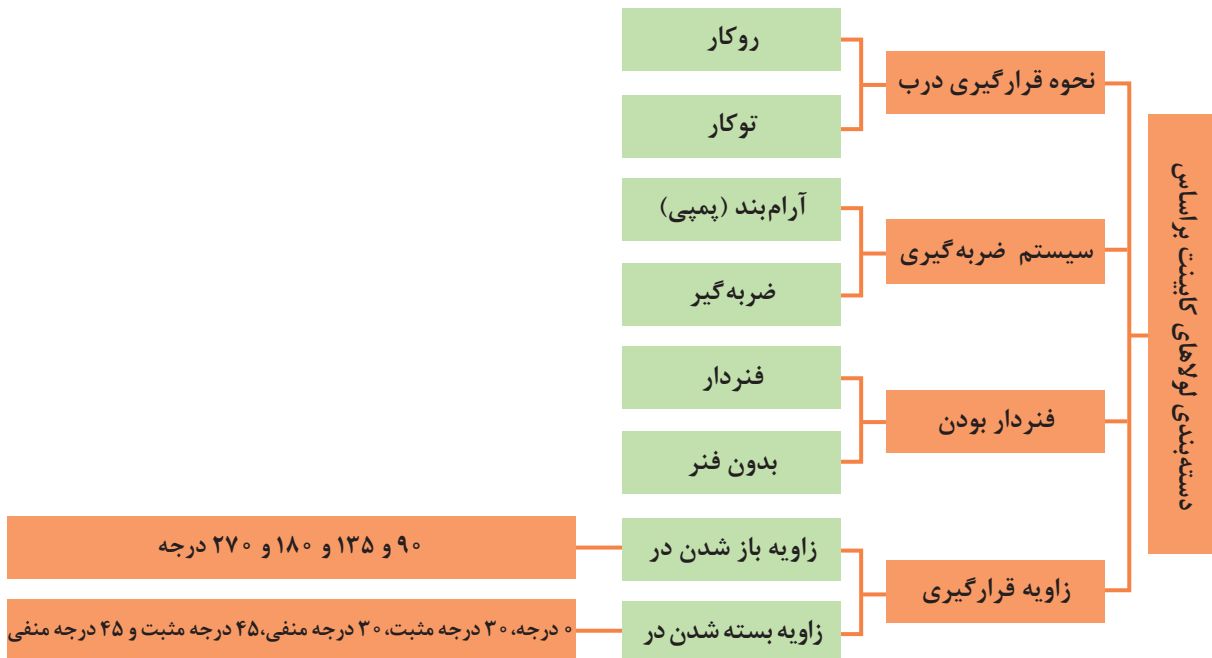 دسته‌بندی لولاهای کابینت براساس
نحوه قرارگیری درب
روکار
توکار
سیستم ضربه‌گیری
آرام‌بند (پمپی)
ضربه‌گیر
فنردار بودن
فنردار
بدون فنر
زاویه قرارگیری
زاویه باز شدن در
۹۰ و ۱۳۵ و ۱۸۰ و ۲۷۰ درجه
زاویه بسته شدن در
۰ درجه، ۳۰ درجه مثبت، ۳۰ درجه منفی، ۴۵ درجه مثبت و ۴۵ درجه منفی